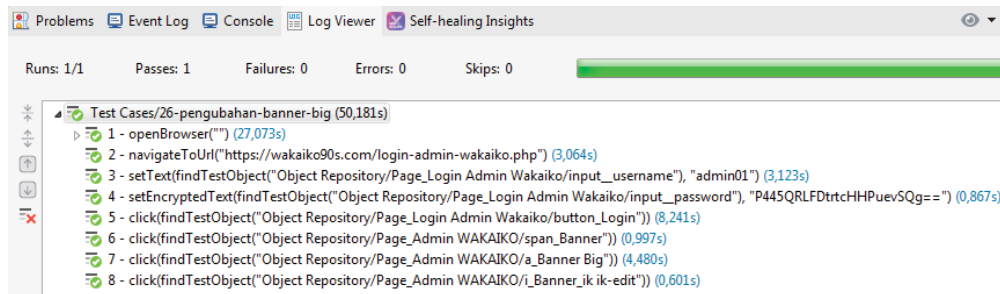 Problems Event Log Console Log Viewer Self-healing Insights
Runs: 1/1 Passes: 1 Failures: 0 Errors: 0 Skips: 0
Test Cases/26-pengubahan-banner-big (50,181s)
1 - openBrowser("") (27,073s)
2 - navigateToUrl("https://wakaiko90s.com/login-admin-wakaiko.php") (3,064s)
3 - setText(findTestObject("Object Repository/Page_Login Admin Wakaiko/input__username"), "admin01") (3,123s)
4 - setEncryptedText(findTestObject("Object Repository/Page_Login Admin Wakaiko/input__password"), "P445QRLFDtrtcHHPuevSQg==") (0,867s)
5 - click(findTestObject("Object Repository/Page_Login Admin Wakaiko/button_Login")) (8,241s)
6 - click(findTestObject("Object Repository/Page_Admin WAKAIKO/span_Banner")) (0,997s)
7 - click(findTestObject("Object Repository/Page_Admin WAKAIKO/a_Banner Big")) (4,480s)
8 - click(findTestObject("Object Repository/Page_Admin WAKAIKO/i_Banner_ik ik-edit")) (0,601s)